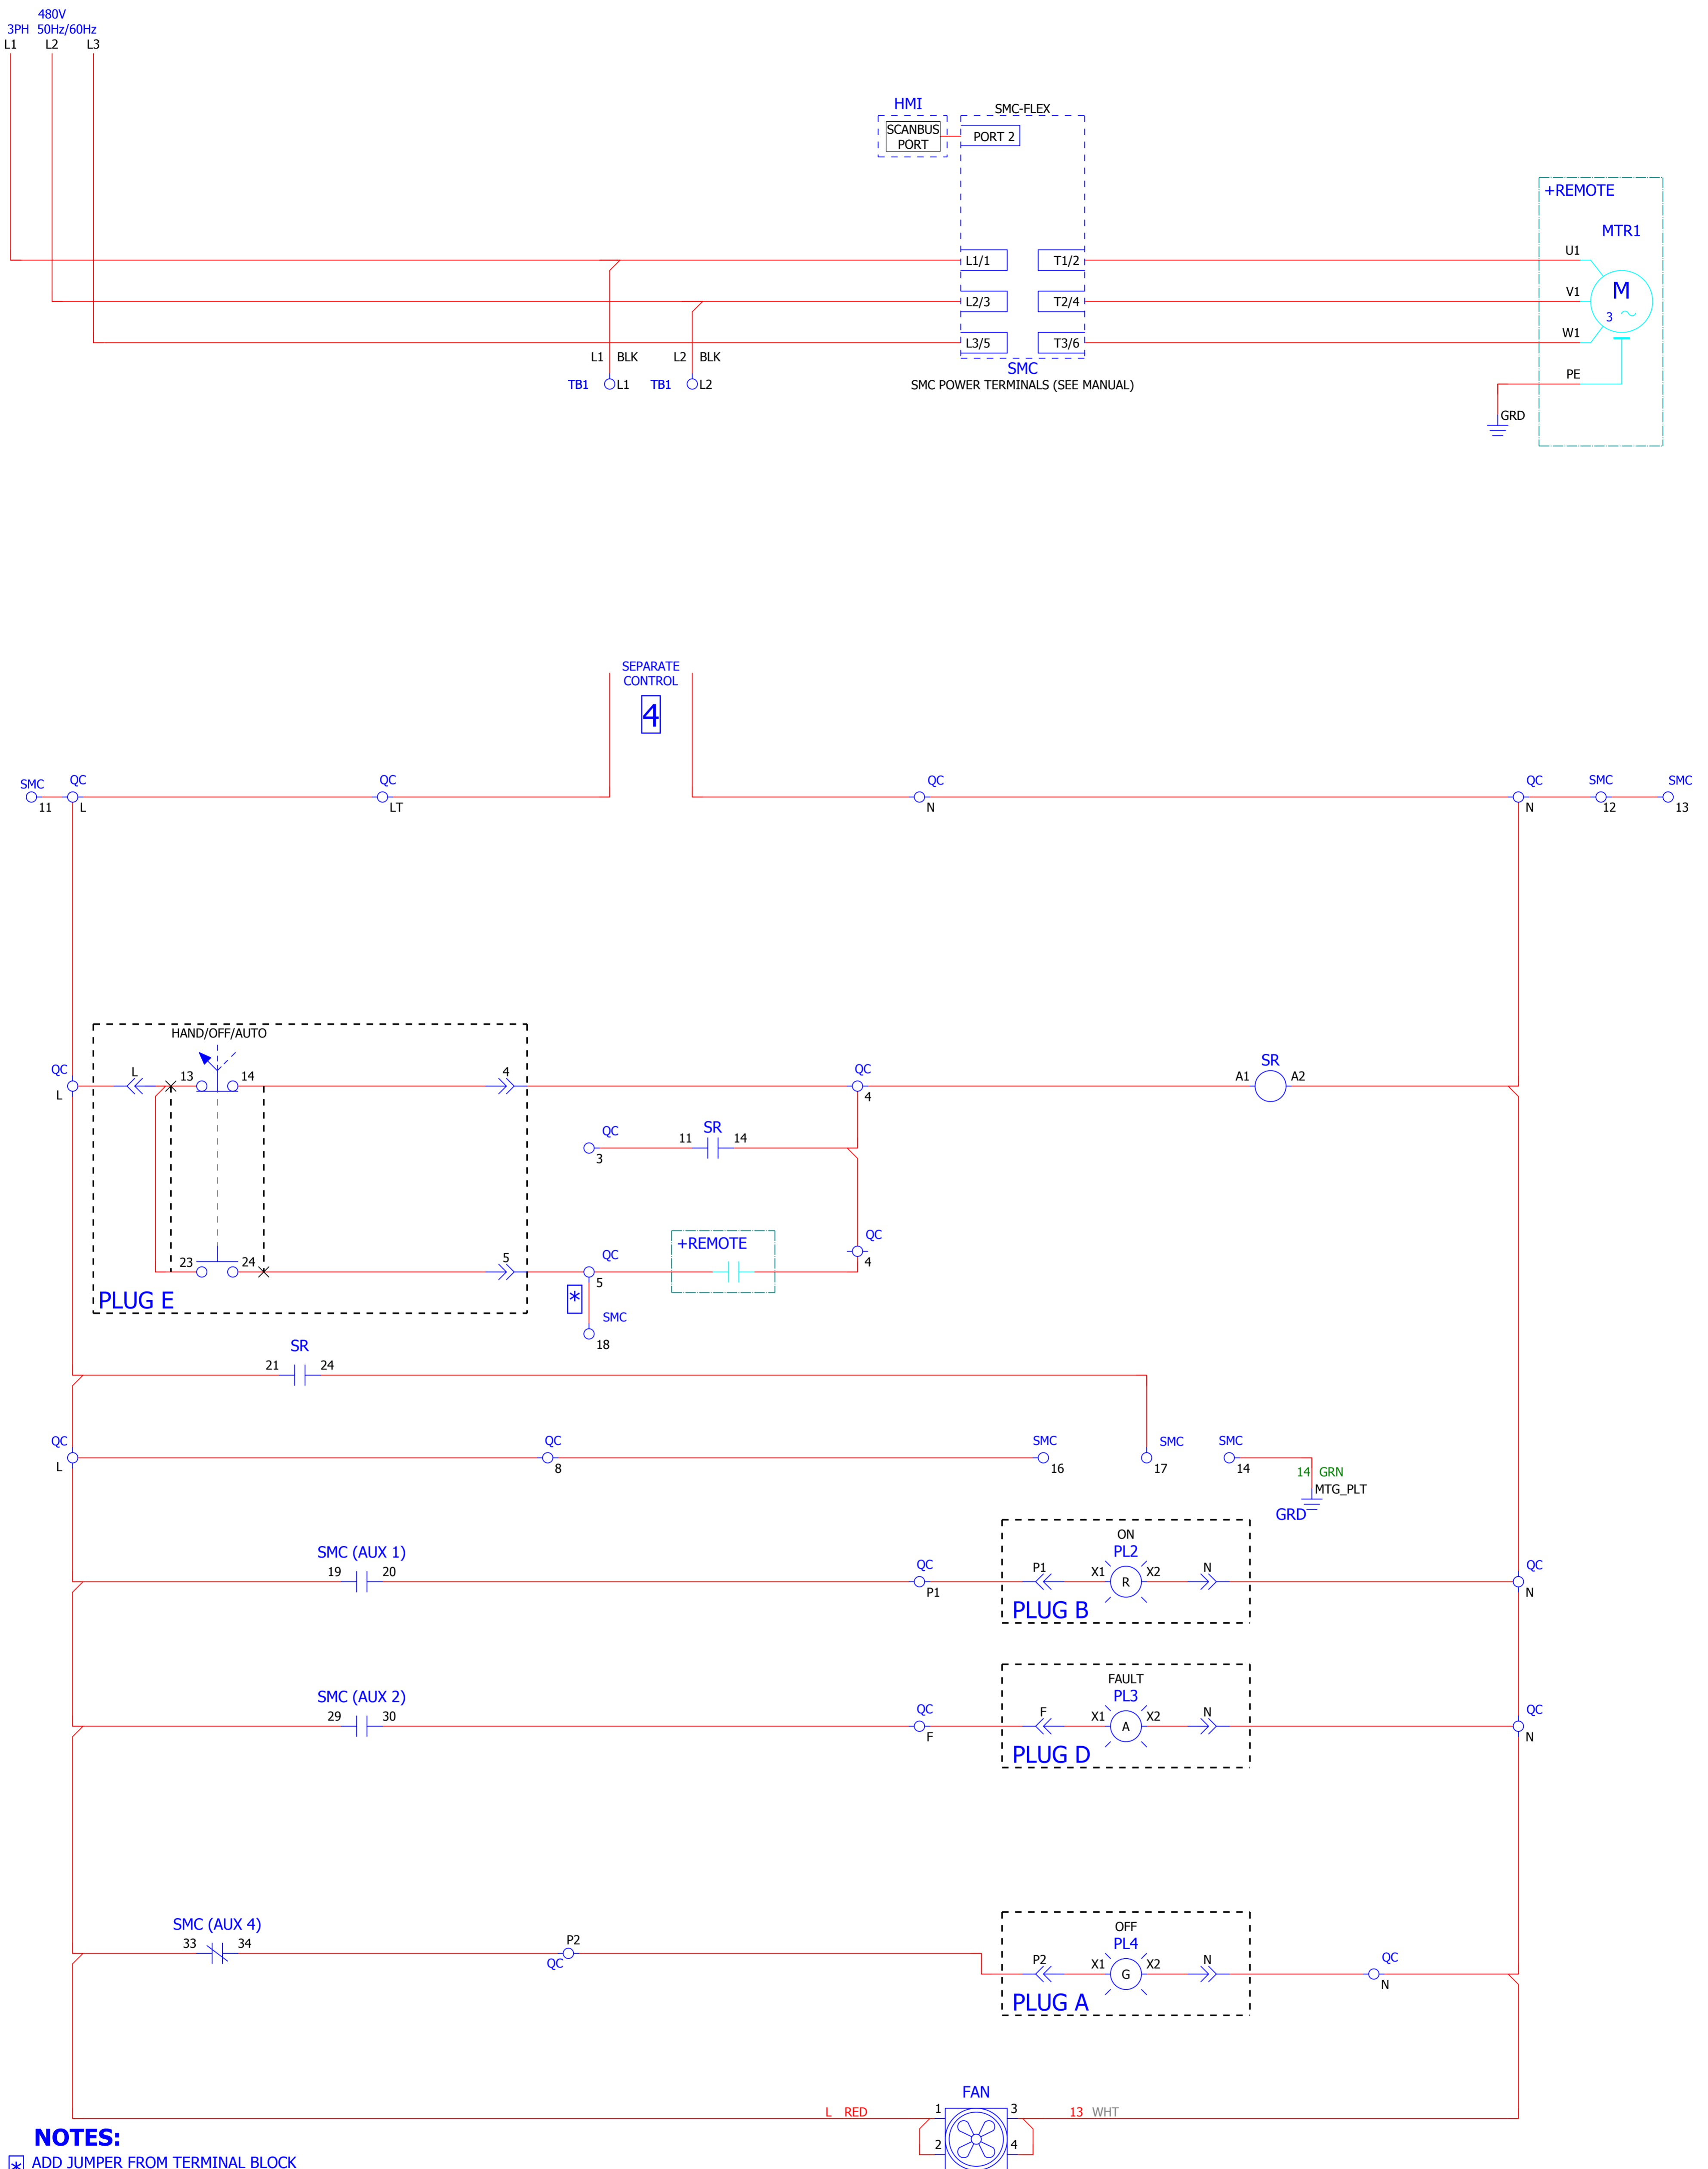 480V
3PH 50Hz/60Hz
L1 L2 L3
HMI
SCANBUS
PORT
SMC-FLEX
PORT 2
+REMOTE
MTR1
L1/1 T1/2 U1
L2/3 T2/4 V1
M
3
L3/5 T3/6 W1
L1 BLK L2 BLK
SMC
PE
TB1 L1 TB1 L2
SMC POWER TERMINALS (SEE MANUAL)
GRD
SEPARATE
CONTROL
4
SMC QC QC QC QC SMC SMC
11 L LT N N 12 13
HAND/OFF/AUTO
QC L 13 14 4 QC SR
A1 A2
L 4
SR
QC 11 14
3
+REMOTE
QC
4
23 24 5 QC
5
PLUG E
*
SMC
18
SR
21 24
QC QC SMC SMC SMC
L 8 16 17 14
14 GRN
MTG_PLT
GRD
ON
SMC (AUX 1) PL2
19 20 QC P1 X1 R X2 N QC
P1 N
PLUG B
FAULT
SMC (AUX 2) PL3
29 30 QC F X1 A X2 N QC
F N
PLUG D
SMC (AUX 4) OFF
33 34 P2 PL4
QC P2 X1 G X2 N QC
N
PLUG A
FAN
L RED 1 3 13 WHT
2 4
NOTES:
* ADD JUMPER FROM TERMINAL BLOCK